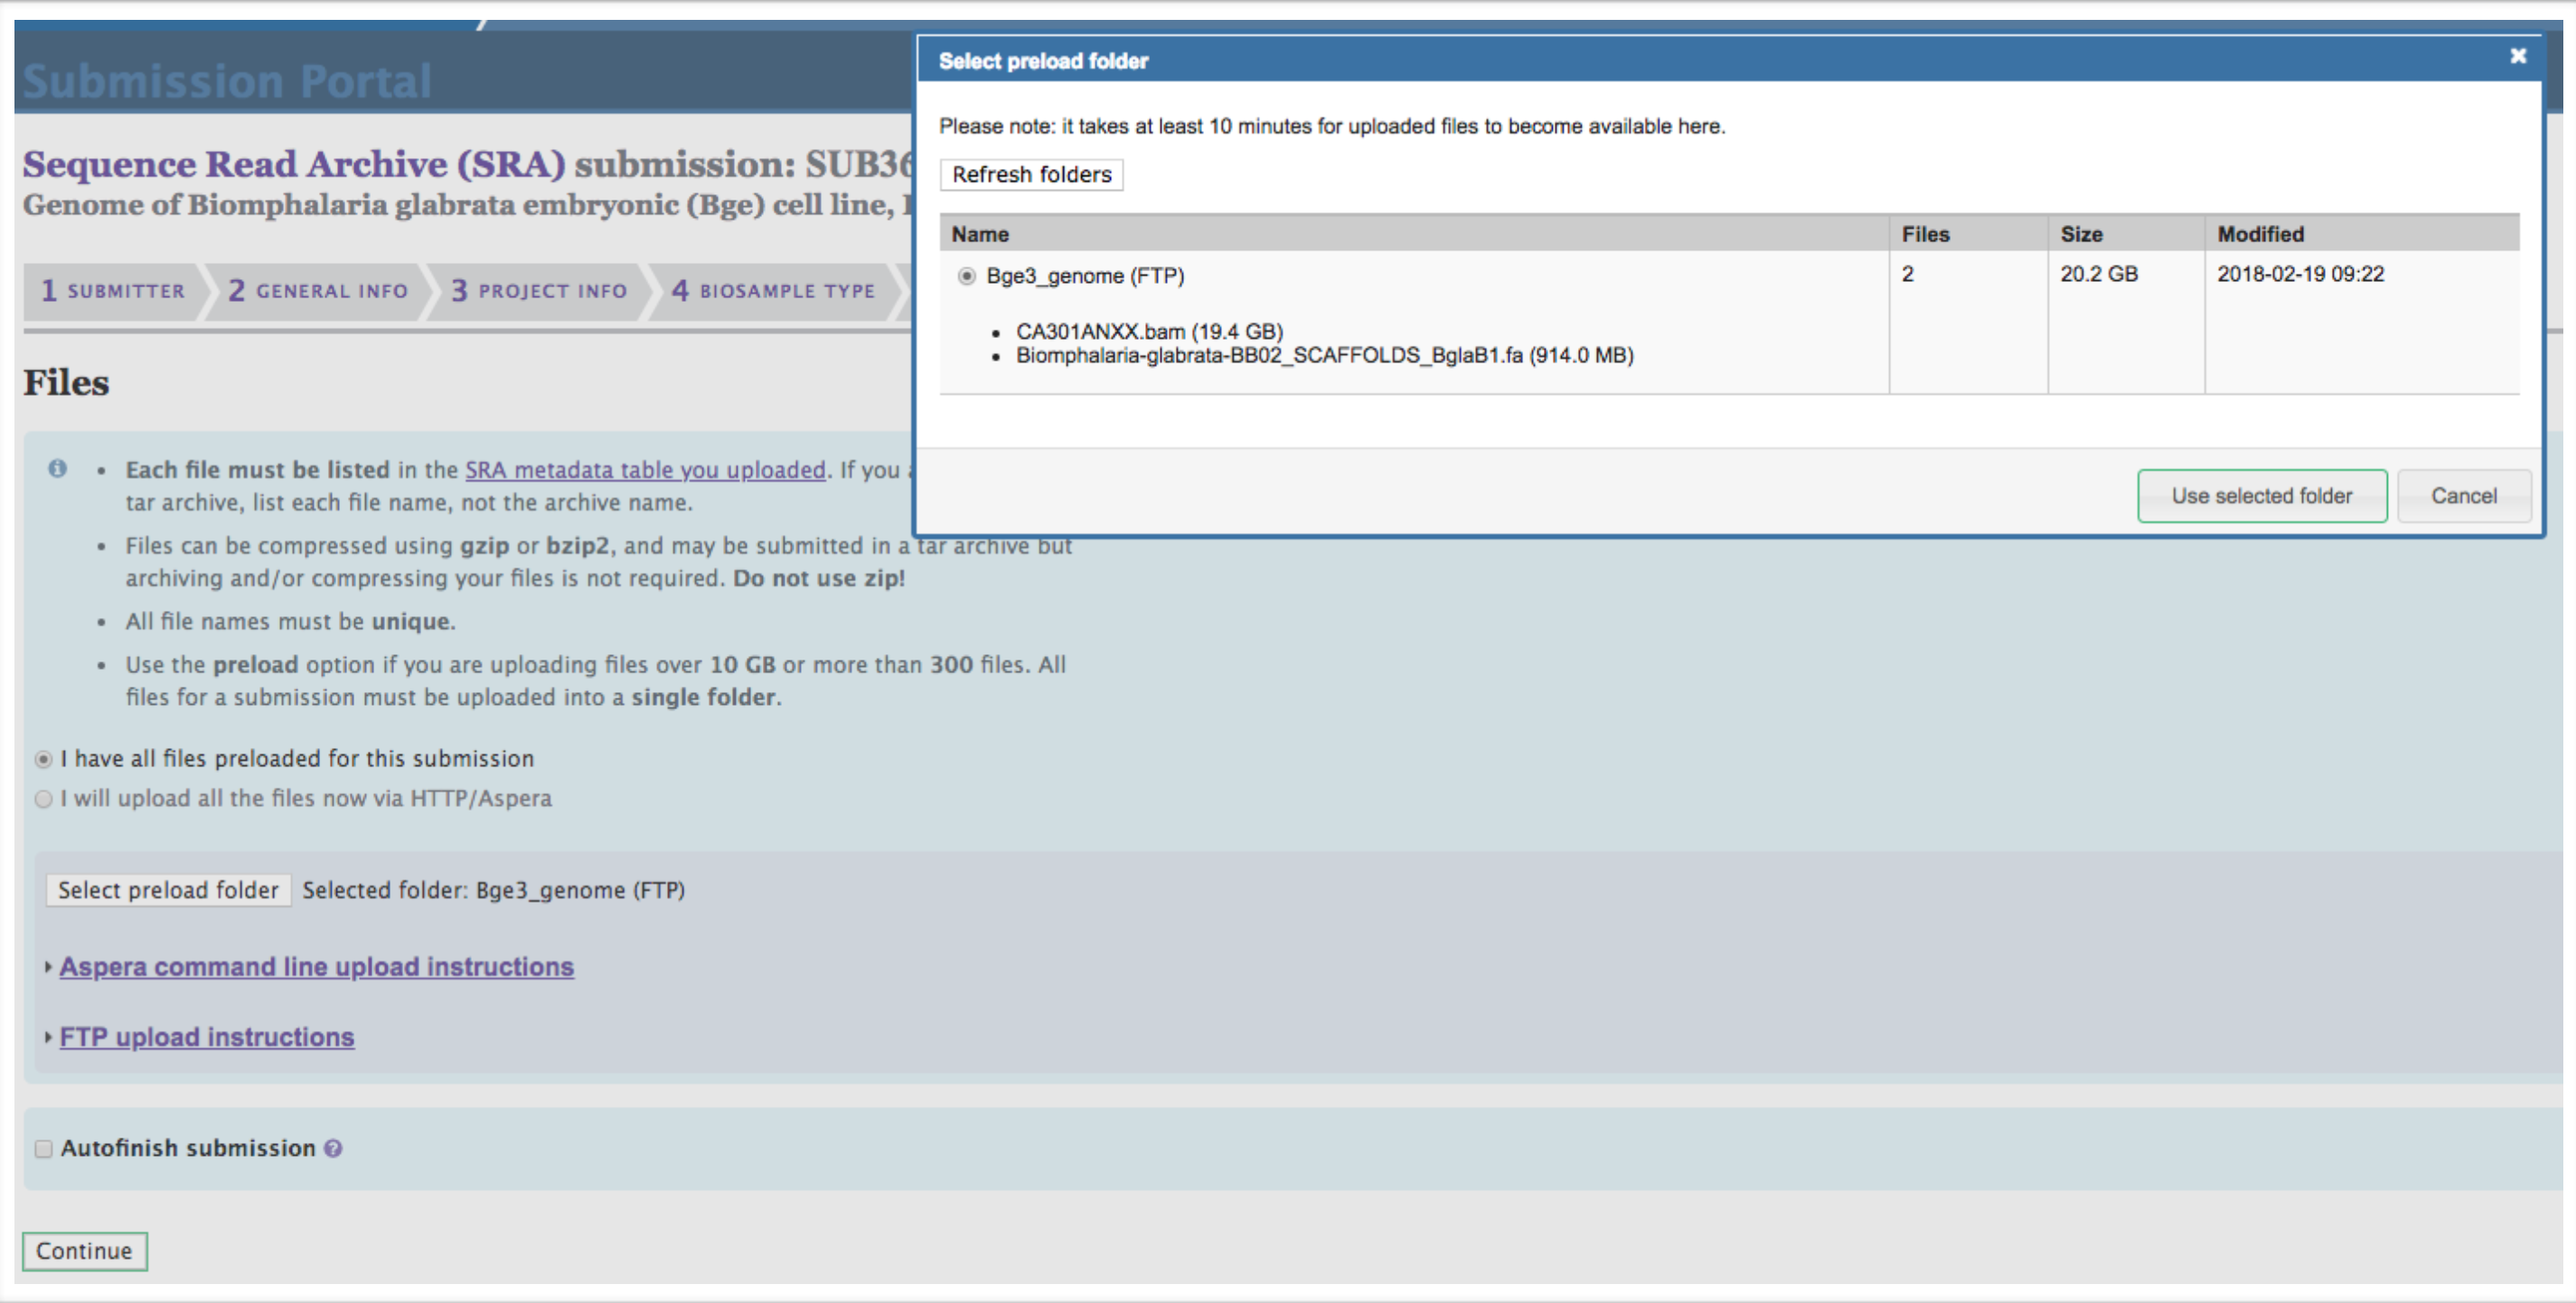 Submission Portal
Sequence Read Archive (SRA) submission: SUB36
Genome of Biomphalaria glabrata embryonic (Bge) cell line,
1 SUBMITTER 2 GENERAL INFO 3 PROJECT INFO 4 BIOSAMPLE TYPE
Files
Each file must be listed in the SRA metadata table you uploaded. If you
tar archive, list each file name, not the archive name.
Files can be compressed using gzip or bzip2, and may be submitted in a tar archive but
archiving and/or compressing your files is not required. Do not use zip!
All file names must be unique.
Use the preload option if you are uploading files over 10 GB or more than 300 files. All
files for a submission must be uploaded into a single folder.
I have all files preloaded for this submission
I will upload all the files now via HTTP/Aspera
Select preload folder Selected folder: Bge3_genome (FTP)
Aspera command line upload instructions
FTP upload instructions
Autofinish submission ?
Continue
Select preload folder
Please note: it takes at least 10 minutes for uploaded files to become available here.
Refresh folders
Name Files Size Modified
Bge3_genome (FTP) 2 20.2 GB 2018-02-19 09:22
CA301ANXX.bam (19.4 GB)
Biomphalaria-glabrata-BB02_SCAFFOLDS_BglaB1.fa (914.0 MB)
Use selected folder Cancel